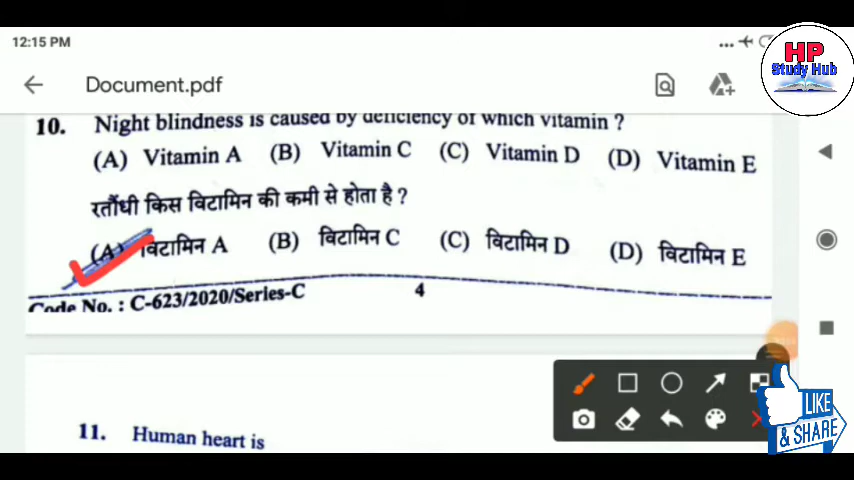 12:15 PM
HP
Study Hub
Document.pdf
10. Night blindness is caused by deficiency of which vitamin ?
(A) Vitamin A (B) Vitamin C (C) Vitamin D (D) Vitamin E
रतौंधी किस विटामिन की कमी से होता है ?
(A) विटामिन A (B) विटामिन C (C) विटामिन D (D) विटामिन E
Code No. : C-623/2020/Series-C 4
11. Human heart is
LIKE
& SHARE